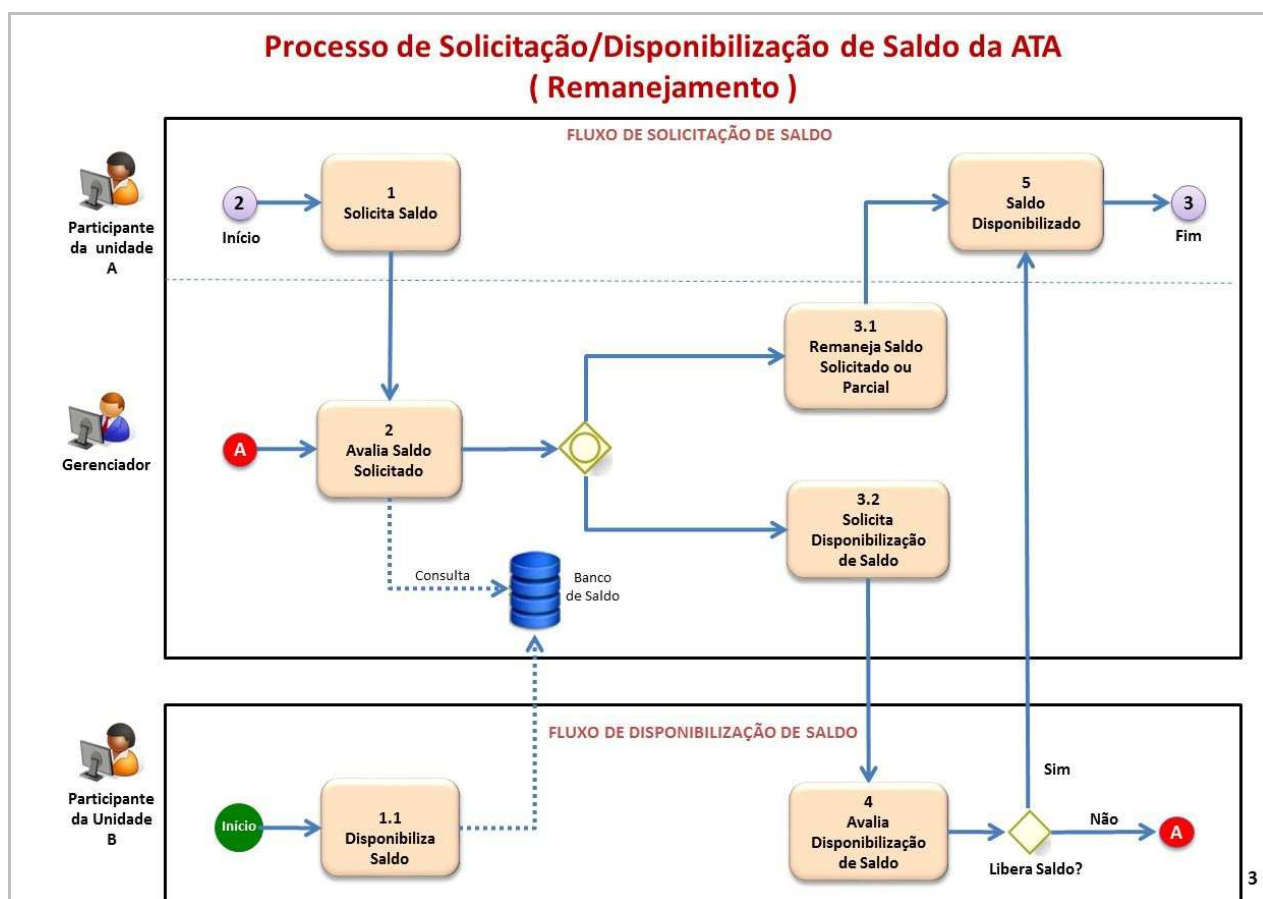 Processo de Solicitação/Disponibilização de Saldo da ATA
( Remanejamento )
FLUXO DE SOLICITAÇÃO DE SALDO
Participante
da unidade
A
2
Início
1
Solicita Saldo
5
Saldo
Disponibilizado
3
Fim
Gerenciador
A
2
Avalia Saldo
Solicitado
3.1
Remaneja Saldo
Solicitado ou
Parcial
3.2
Solicita
Disponibilização
de Saldo
Consulta
Banco
de Saldo
FLUXO DE DISPONIBILIZAÇÃO DE SALDO
Participante
da Unidade
B
Início
1.1
Disponibiliza
Saldo
4
Avalia
Disponibilização
de Saldo
Sim
Não
Libera Saldo?
A
3